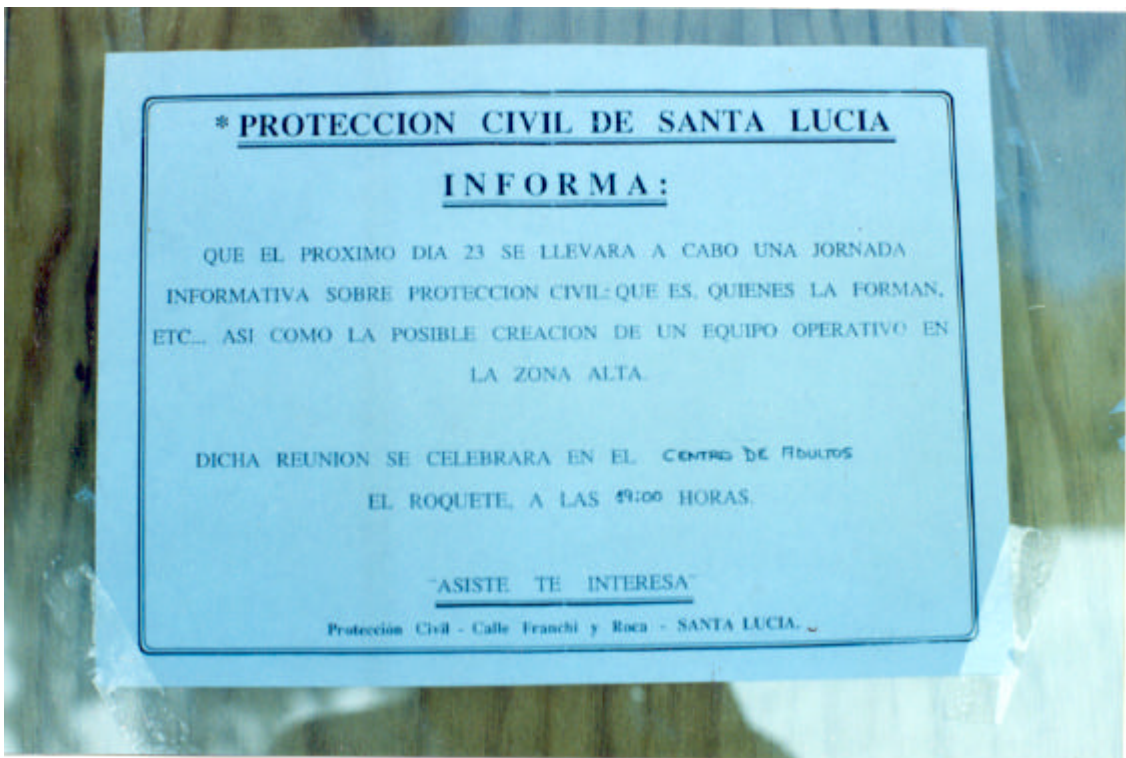 * PROTECCION CIVIL DE SANTA LUCIA
INFORMA:
QUE EL PROXIMO DIA 23 SE LLEVARA A CABO UNA JORNADA
INFORMATIVA SOBRE PROTECCION CIVIL: QUE ES, QUIENES LA FORMAN,
ETC... ASI COMO LA POSIBLE CREACION DE UN EQUIPO OPERATIVO EN
LA ZONA ALTA.
DICHA REUNION SE CELEBRARA EN EL CENTRO DE ADULTOS
EL ROQUETE, A LAS 19:00 HORAS.
"ASISTE TE INTERESA"
Protección Civil - Calle Franchi y Roca - SANTA LUCIA.